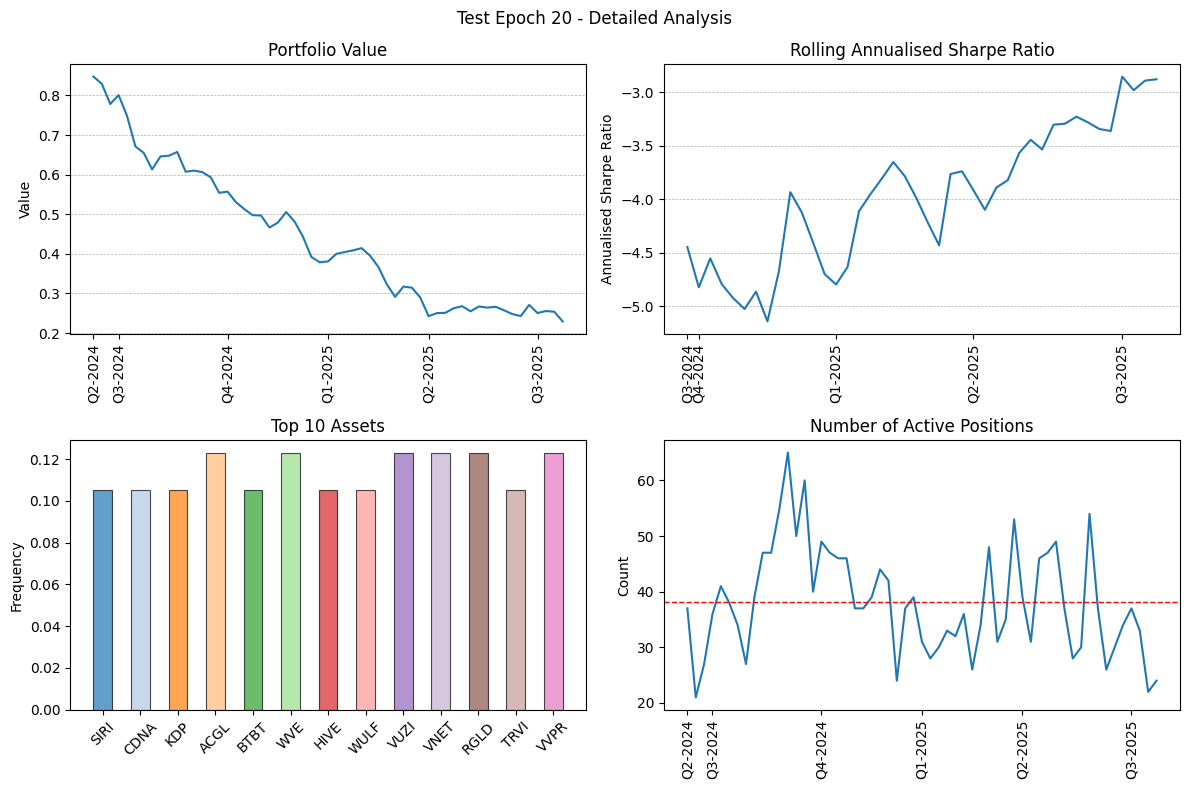 Test Epoch 20 - Detailed Analysis
Portfolio Value
Value
0.8
0.7
0.6
0.5
0.4
0.3
0.2
Q2-2024
Q3-2024
Q4-2024
Q1-2025
Q2-2025
Q3-2025
Rolling Annualised Sharpe Ratio
Annualised Sharpe Ratio
−3.0
−3.5
−4.0
−4.5
−5.0
Q3-2024
Q4-2024
Q1-2025
Q2-2025
Q3-2025
Top 10 Assets
Frequency
0.12
0.10
0.08
0.06
0.04
0.02
0.00
SIRI
CDNA
KDP
ACGL
BTBT
WVE
HIVE
WULF
VUZI
VNET
RGLD
TRVI
VVPR
Number of Active Positions
Count
60
50
40
30
20
Q2-2024
Q3-2024
Q4-2024
Q1-2025
Q2-2025
Q3-2025